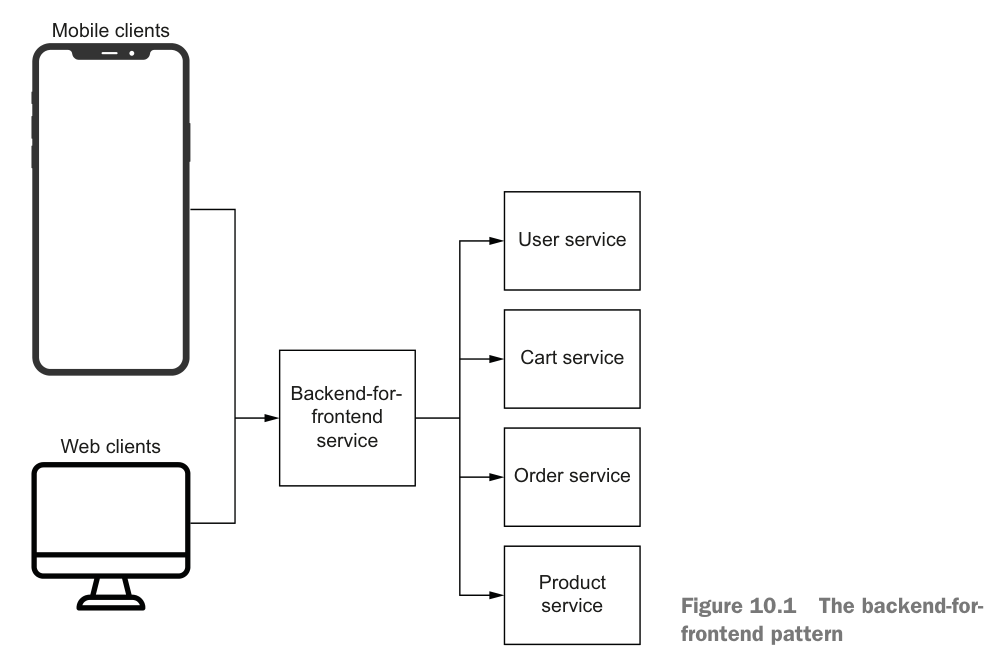 Mobile clients
User service
Cart service
Backend-for-
frontend
service
Web clients
Order service
Product
service
Figure 10.1 The backend-for-
frontend pattern